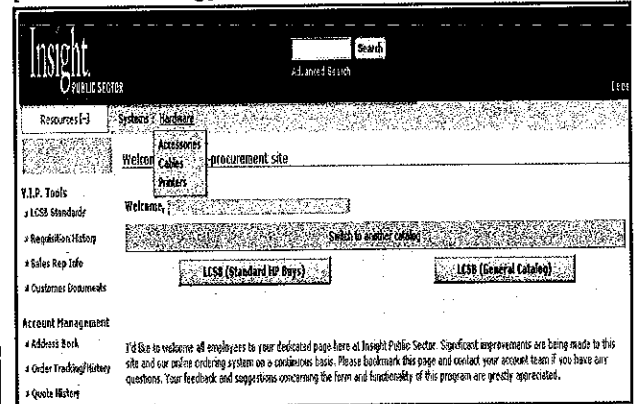 Insight.
PUBLIC SECTOR
Search
Advanced Search
Resources [-]
Systems Hardware
Accessories
Cables
Printers
Welcom -procurement site
V.I.P. Tools
Welcome,
LCSB Standards
Requisition History
Switch to another catalog
Sales Rep Info
LCSB (Standard HP Buys)
LCSB (General Catalog)
Customer Documents
Account Management
Address Book
Order Tracking/History
Quote History
I'd like to welcome all employees to your dedicated page here at Insight Public Sector. Significant improvements are being made to this
site and our online ordering system on a continuous basis. Please bookmark this page and contact your account team if you have any
questions. Your feedback and suggestions concerning the form and functionality of this program are greatly appreciated.